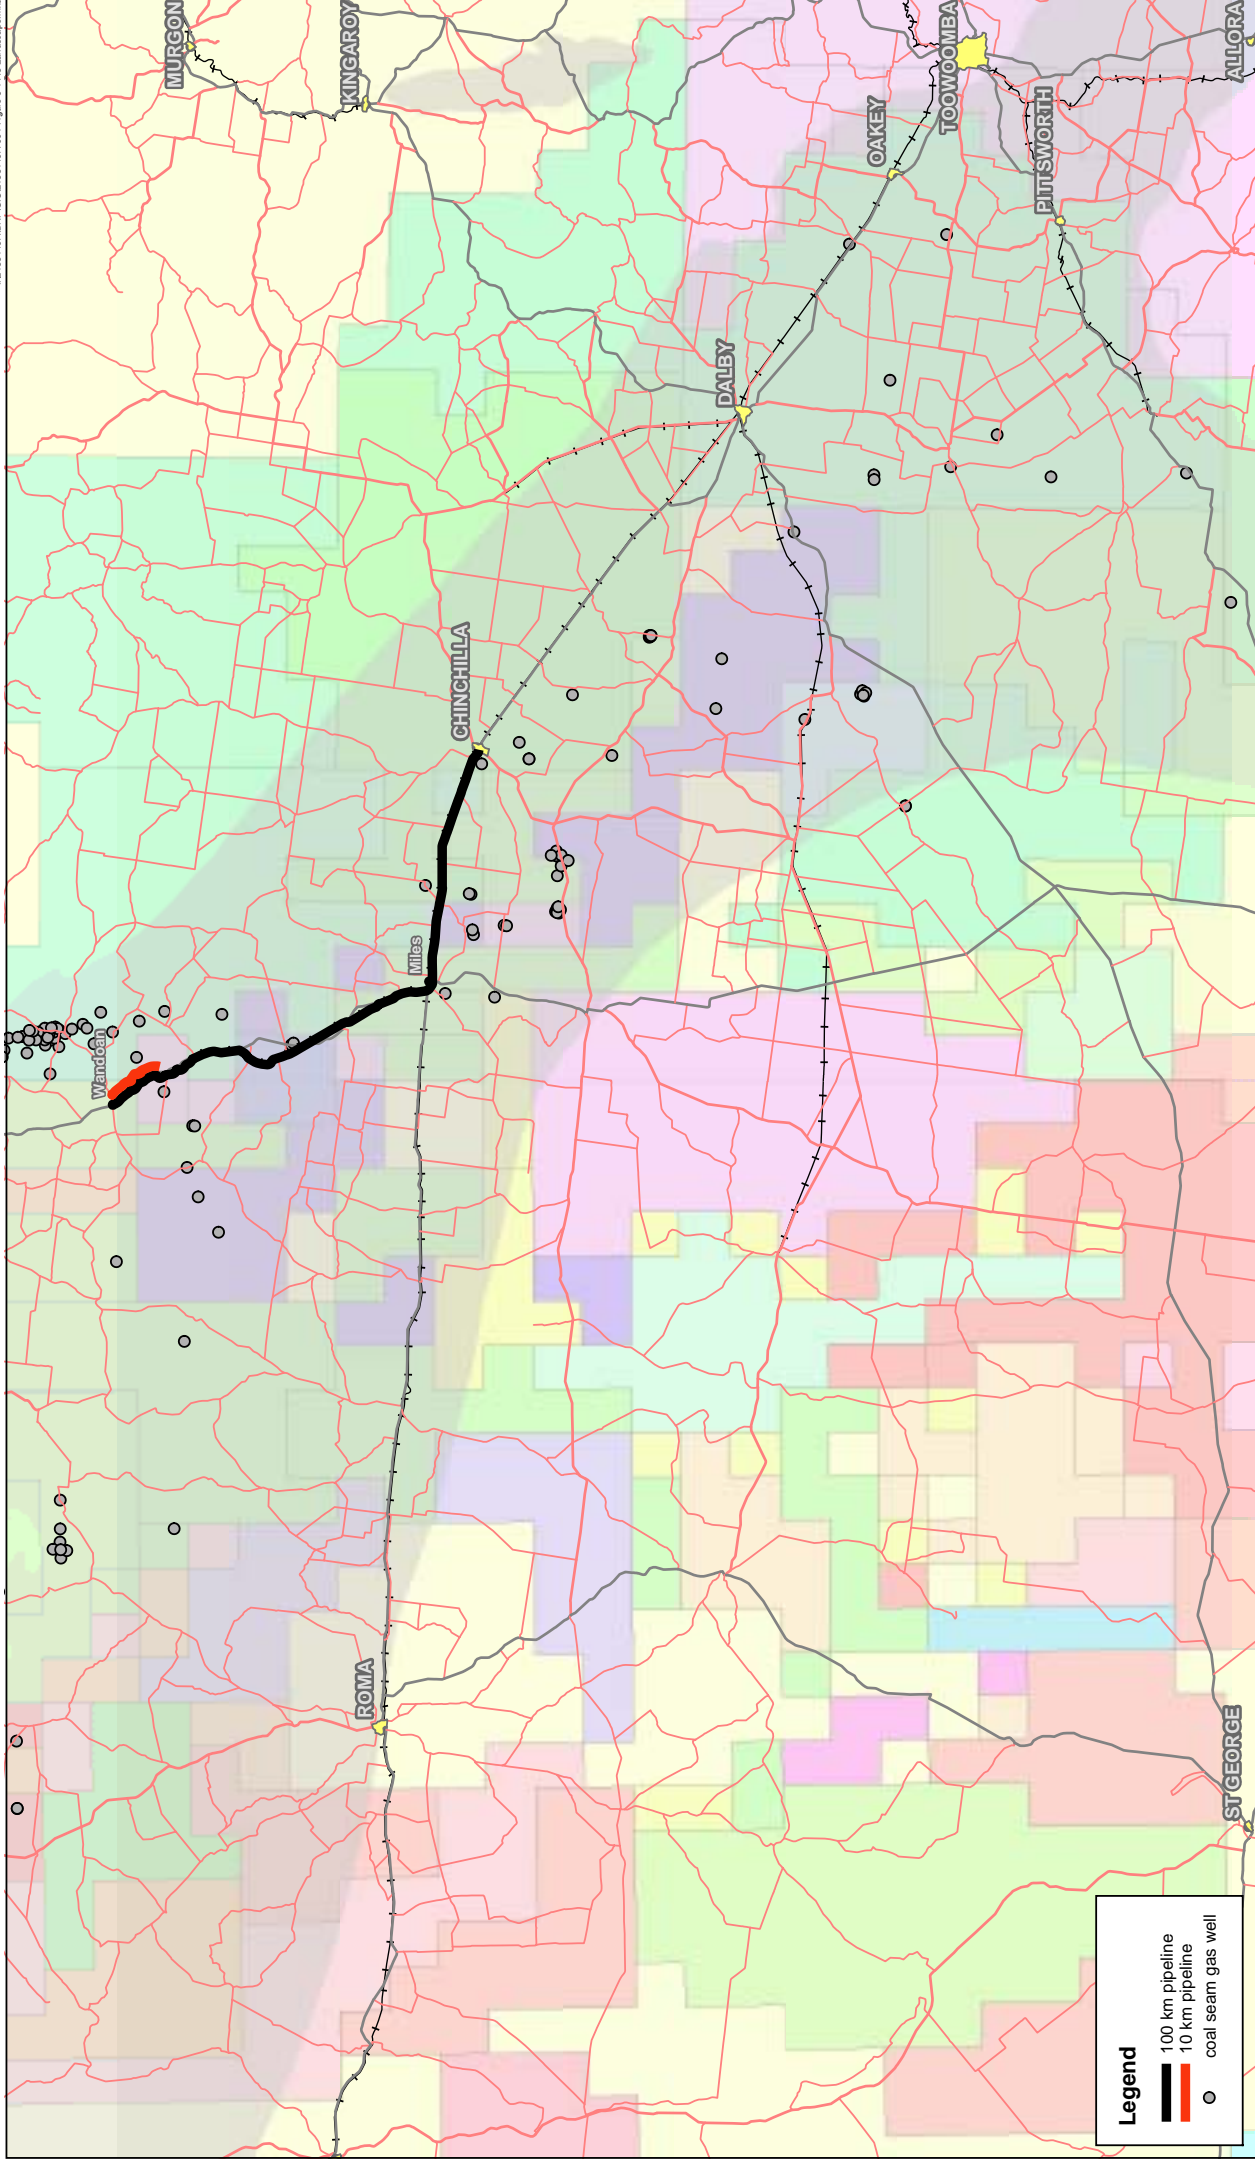 MURGON
KINGAROY
TOOWOOMBA
ALLORA
OAKEY
PITTSWORTH
DALBY
CHINCHILLA
Miles
Wandoan
ROMA
ST GEORGE
Legend
100 km pipeline
10 km pipeline
coal seam gas well